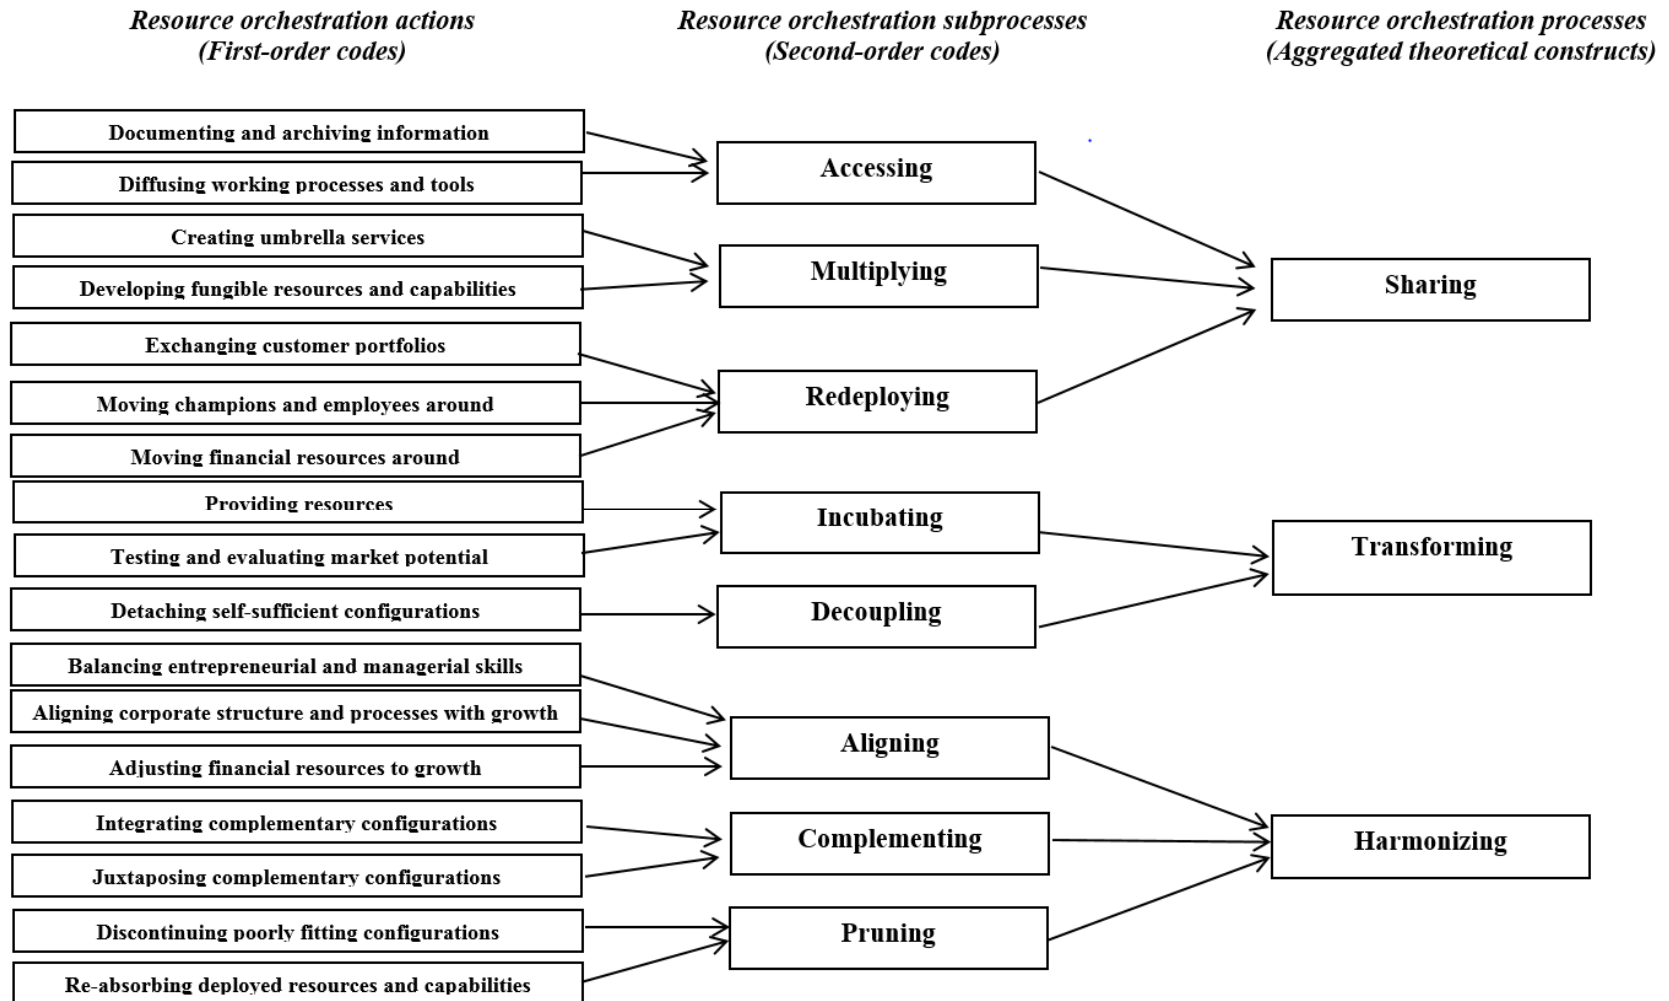 Resource orchestration actions
(First-order codes)
Resource orchestration subprocesses
(Second-order codes)
Resource orchestration processes
(Aggregated theoretical constructs)
Documenting and archiving information
Diffusing working processes and tools
Creating umbrella services
Developing fungible resources and capabilities
Exchanging customer portfolios
Moving champions and employees around
Moving financial resources around
Providing resources
Testing and evaluating market potential
Detaching self-sufficient configurations
Balancing entrepreneurial and managerial skills
Aligning corporate structure and processes with growth
Adjusting financial resources to growth
Integrating complementary configurations
Juxtaposing complementary configurations
Discontinuing poorly fitting configurations
Re-absorbing deployed resources and capabilities
Accessing
Multiplying
Redeploying
Incubating
Decoupling
Aligning
Complementing
Pruning
Sharing
Transforming
Harmonizing